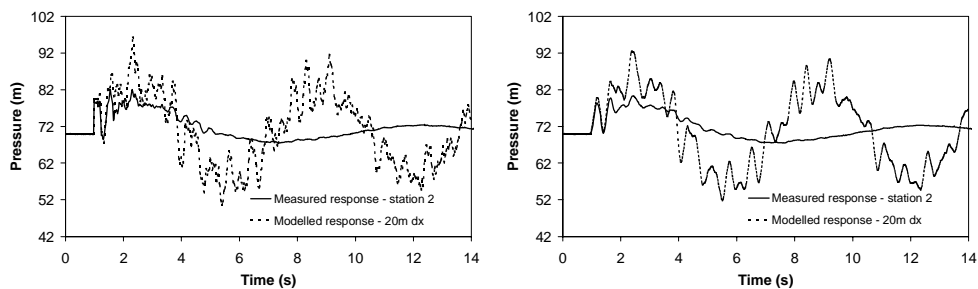 102
92
82
72
62
52
42
Pressure (m)
0 2 4 6 8 10 12 14
Time (s)
Measured response - station 2
Modelled response - 20m dx
102
92
82
72
62
52
42
Pressure (m)
0 2 4 6 8 10 12 14
Time (s)
Measured response - station 2
Modelled response - 20m dx